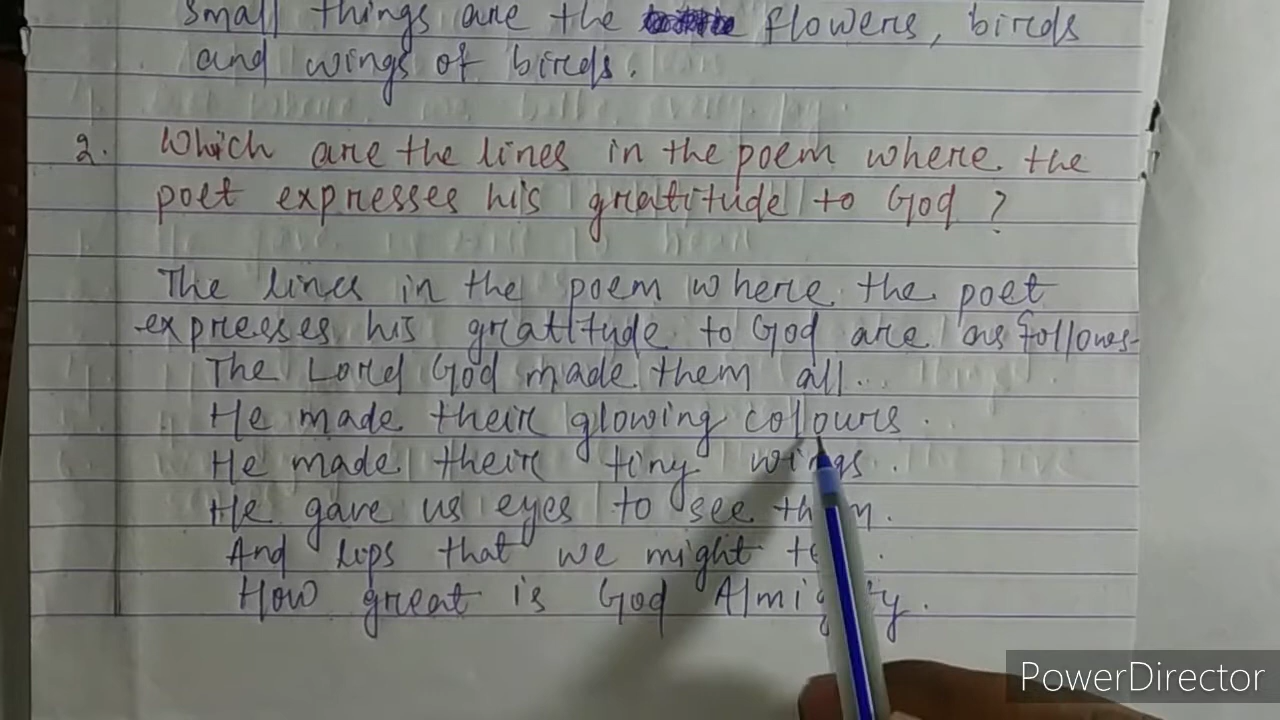 small things are the flowers, birds
and wings of birds.
2. Which are the lines in the poem where the
poet expresses his gratitude to God ?
The lines in the poem where the poet
expresses his gratitude to God are as follows-
The Lord God made them all...
He made their glowing colours.
He made their tiny wings.
He gave us eyes to see them.
And lips that we might
How great is God Almighty.
PowerDirector